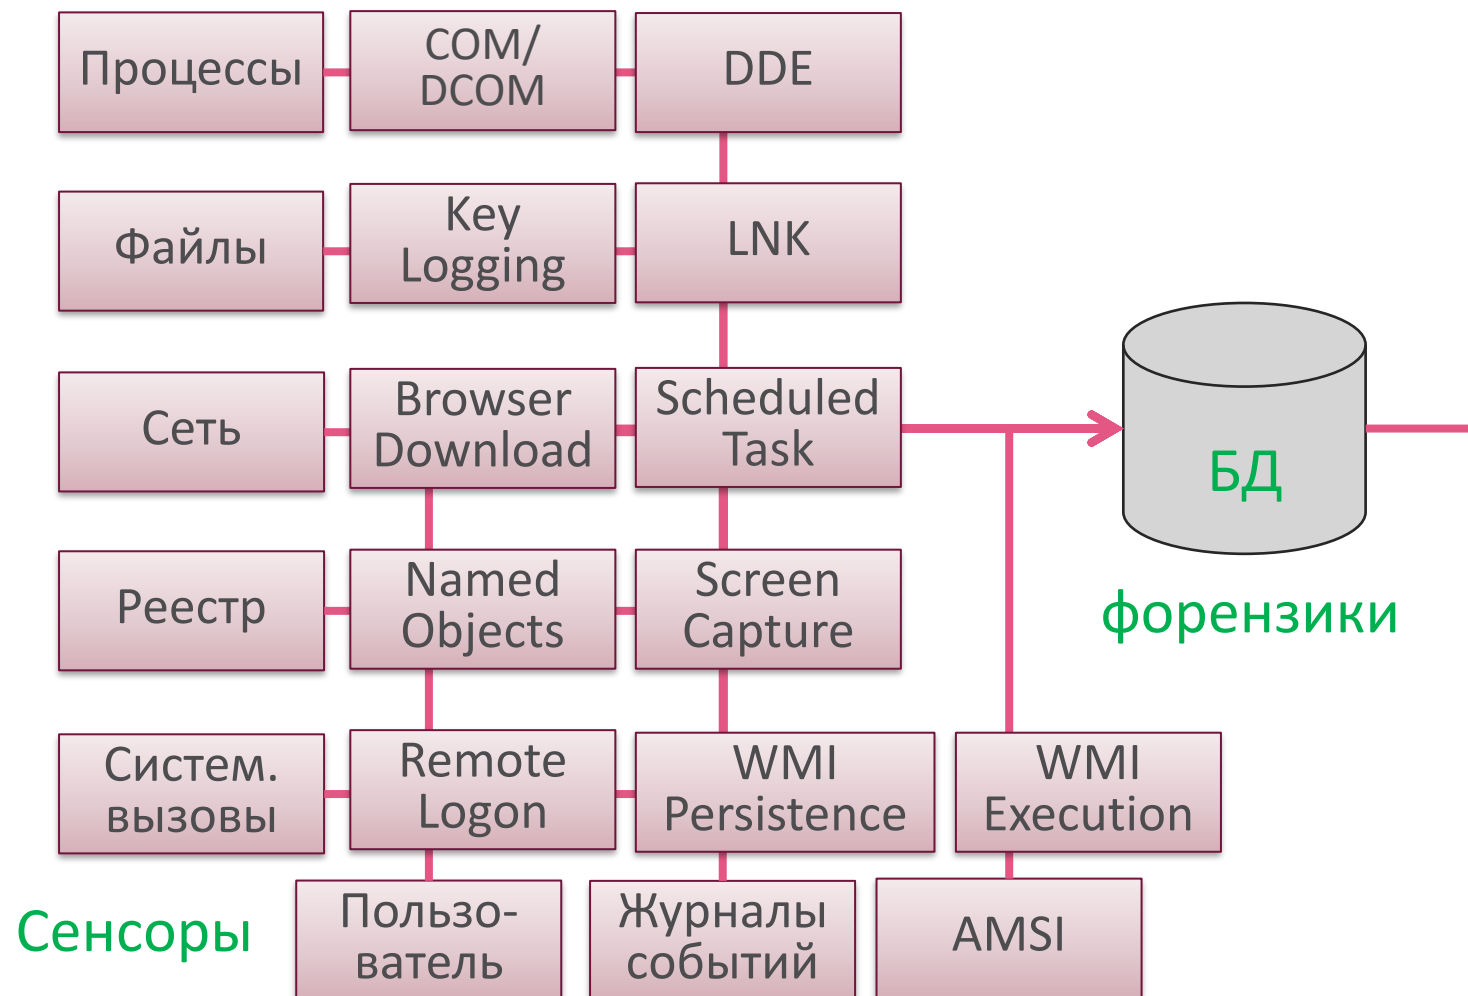 Процессы
COM/
DCOM
DDE
Файлы
Key
Logging
LNK
Сеть
Browser
Download
Scheduled
Task
БД
форензики
Реестр
Named
Objects
Screen
Capture
Систем.
вызовы
Remote
Logon
WMI
Persistence
WMI
Execution
Сенсоры
Пользо-
ватель
Журналы
событий
AMSI